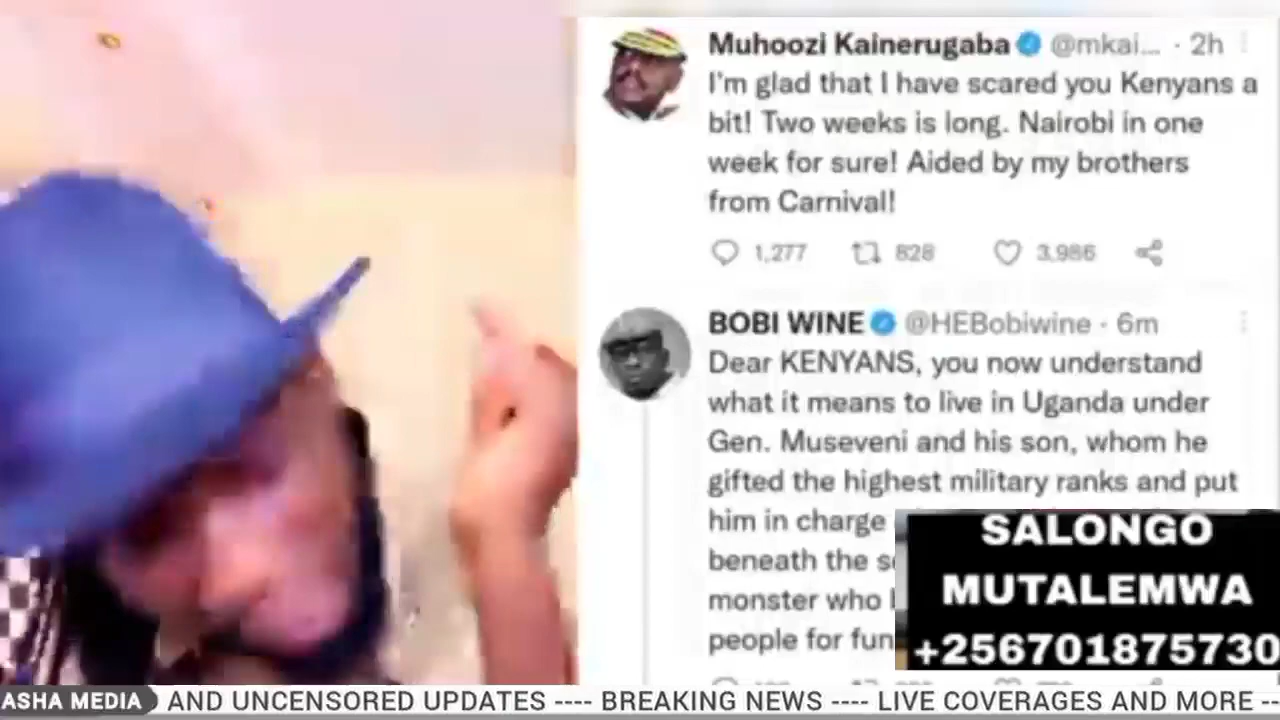 Muhoozi Kainerugaba @mkai... · 2h
I'm glad that I have scared you Kenyans a
bit! Two weeks is long. Nairobi in one
week for sure! Aided by my brothers
from Carnival!
1,277 828 3,986
BOBI WINE @HEBobiwine · 6m
Dear KENYANS, you now understand
what it means to live in Uganda under
Gen. Museveni and his son, whom he
gifted the highest military ranks and put
him in charge
beneath the
monster who
people for fun
SALONGO
MUTALEMWA
+256701875730
ASHA MEDIA AND UNCENSORED UPDATES ---- BREAKING NEWS ---- LIVE COVERAGES AND MORE --